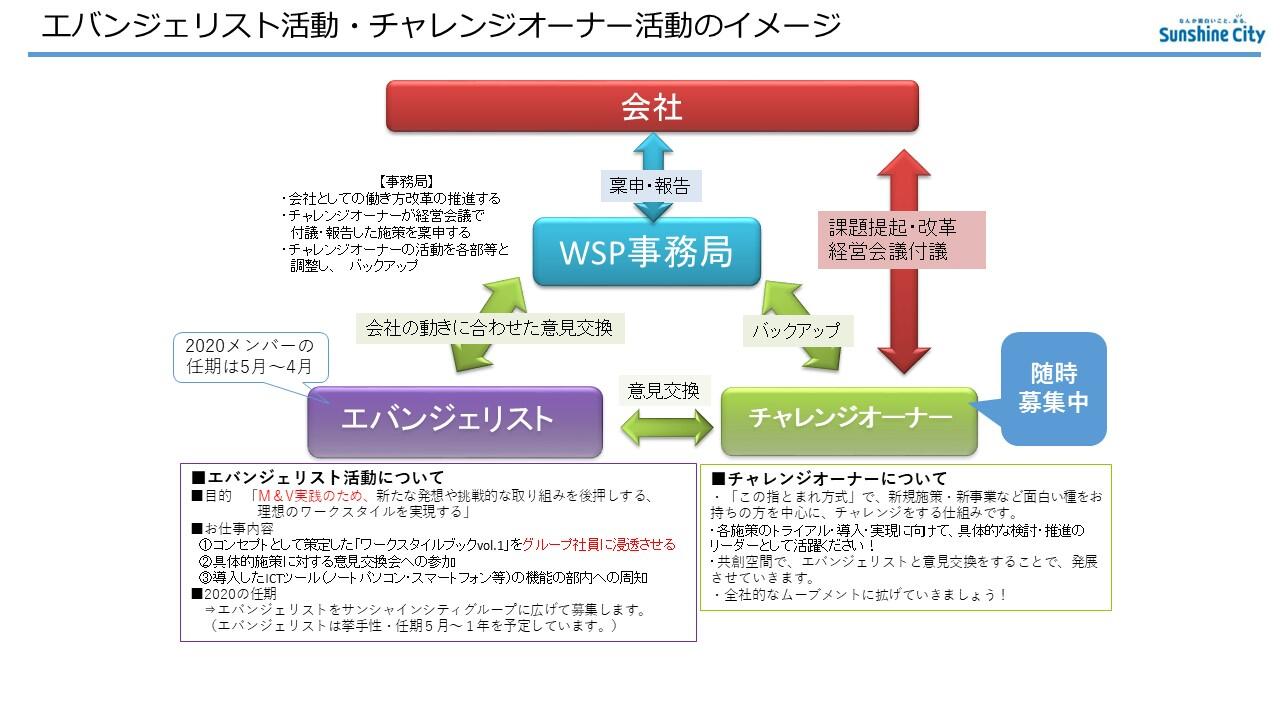 エバンジェリスト活動・チャレンジオーナー活動のイメージ
なんか面白いこと、ある。
Sunshine City
会社
稟申・報告
【事務局】
・会社としての働き方改革の推進する
・チャレンジオーナーが経営会議で
付議・報告した施策を稟申する
・チャレンジオーナーの活動を各部等と
調整し、 バックアップ
WSP事務局
課題提起・改革
経営会議付議
会社の動きに合わせた意見交換
バックアップ
2020メンバーの
任期は5月～4月
随時
募集中
エバンジェリスト
意見交換
チャレンジオーナー
■エバンジェリスト活動について
■目的 「M＆V実践のため、新たな発想や挑戦的な取り組みを後押しする、
理想のワークスタイルを実現する」
■お仕事内容
①コンセプトとして策定した「ワークスタイルブックvol.1」をグループ社員に浸透させる
②具体的施策に対する意見交換会への参加
③導入したICTツール(ノートパソコン・スマートフォン等)の機能の部内への周知
■2020の任期
⇒エバンジェリストをサンシャインシティグループに広げて募集します。
（エバンジェリストは挙手性・任期５月～１年を予定しています。）
■チャレンジオーナーについて
・「この指とまれ方式」で、新規施策・新事業など面白い種をお
持ちの方を中心に、チャレンジをする仕組みです。
・各施策のトライアル・導入・実現に向けて、具体的な検討・推進の
リーダーとして活躍ください！
・共創空間で、エバンジェリストと意見交換をすることで、発展
させていきます。
・全社的なムーブメントに拡げていきましょう！